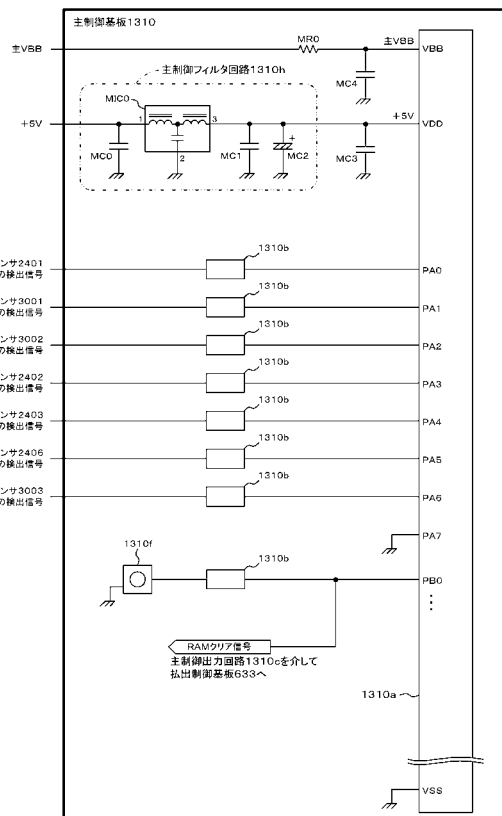 主制御基板1310
主VBB
MR0
主VBB
VBB
MC4
主制御フィルタ回路1310h
MIC0
+5V
1
3
2
+
+5V
VDD
MC0
MC1
MC2
MC3
ンサ2401
の検出信号
1310b
PA0
ンサ3001
の検出信号
1310b
PA1
ンサ3002
の検出信号
1310b
PA2
ンサ2402
の検出信号
1310b
PA3
ンサ2403
の検出信号
1310b
PA4
ンサ2406
の検出信号
1310b
PA5
ンサ3003
の検出信号
1310b
PA6
PA7
1310f
1310b
PB0
RAMクリア信号
主制御出力回路1310cを介して
払出制御基板633へ
1310a
VSS